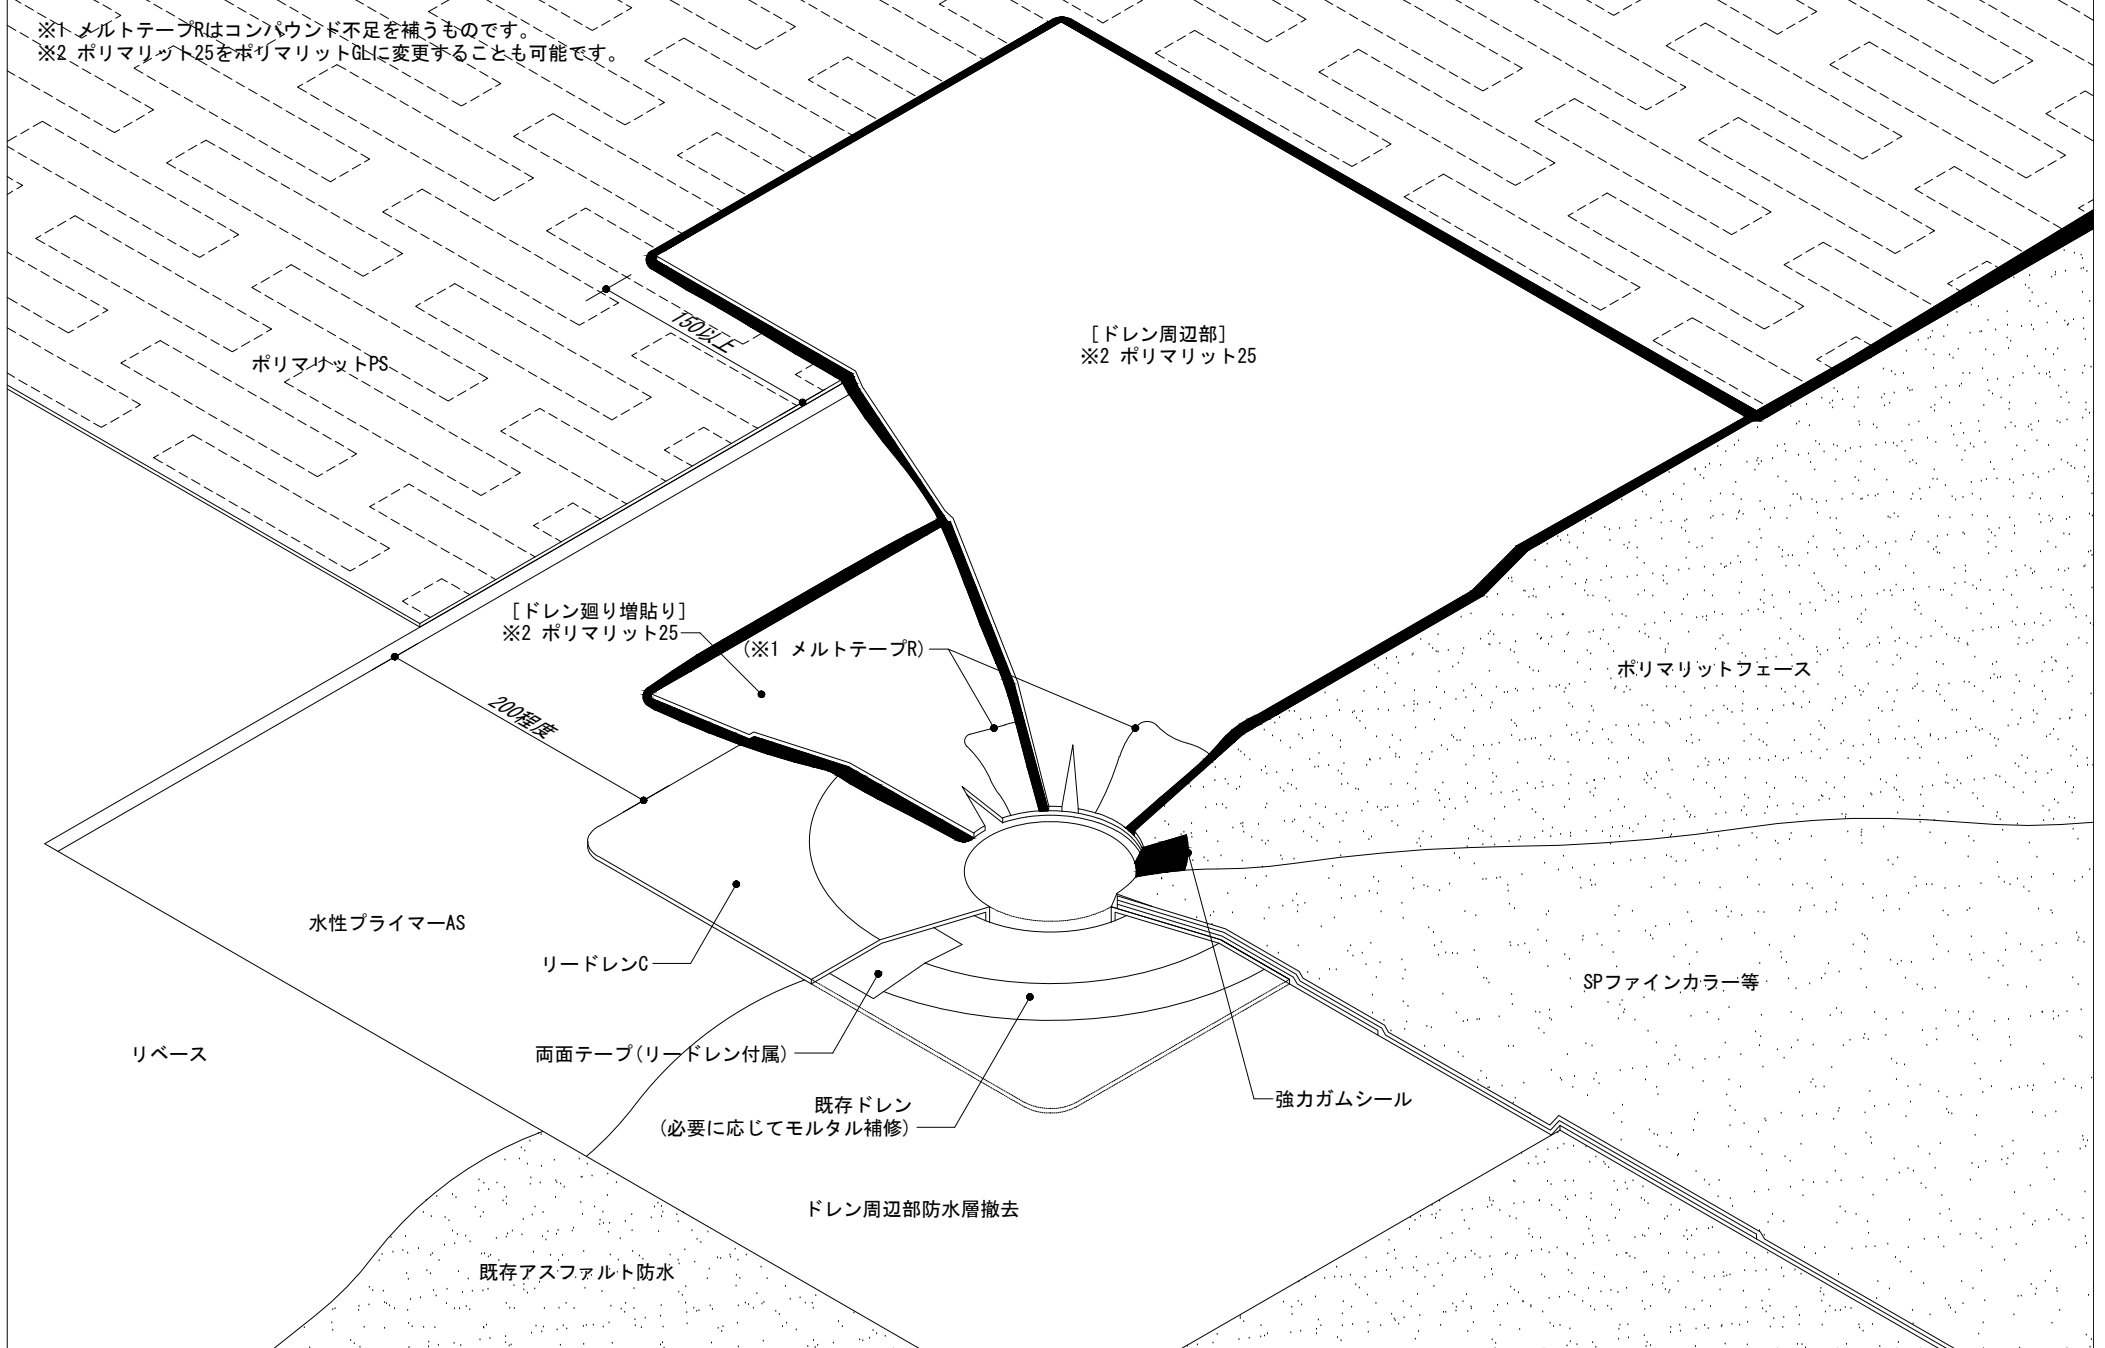 ※1 メルトテープRはコンパウンド不足を補うものです。
※2 ポリマリット25をポリマリットGLに変更することも可能です。
150以上
[ドレン周辺部]
※2 ポリマリット25
ポリマリットPS
[ドレン廻り増貼り]
※2 ポリマリット25
(※1 メルトテープR)
ポリマリットフェース
200程度
水性プライマーAS
リードレンC
SPファインカラー等
リベース
両面テープ(リードレン付属)
既存ドレン
(必要に応じてモルタル補修)
強力ガムシール
ドレン周辺部防水層撤去
既存アスファルト防水